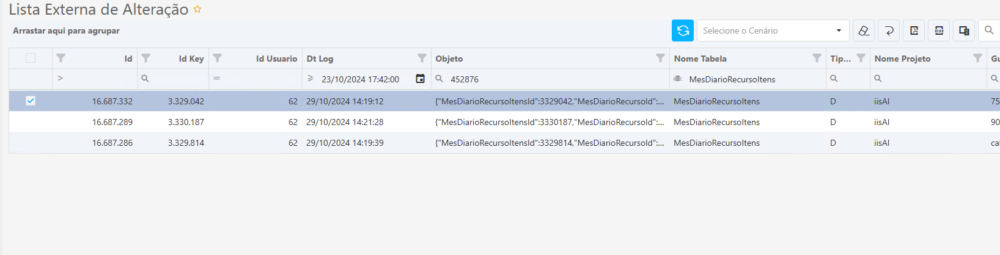 Lista Externa de Alteração
Arrastar aqui para agrupar
Selecione o Cenário
XLSX
Id Id Key Id Usuario Dt Log Objeto Nome Tabela Tip... Nome Projeto Gu
> = ≥ 23/10/2024 17:42:00 452876 MesDiarioRecursoItens
16.687.332 3.329.042 62 29/10/2024 14:19:12 {"MesDiarioRecursoItensId":3329042,"MesDiarioRecursoId":... MesDiarioRecursoItens D iisAI 75
16.687.289 3.330.187 62 29/10/2024 14:21:28 {"MesDiarioRecursoItensId":3330187,"MesDiarioRecursoId":... MesDiarioRecursoItens D iisAI 90
16.687.286 3.329.814 62 29/10/2024 14:19:39 {"MesDiarioRecursoItensId":3329814,"MesDiarioRecursoId":... MesDiarioRecursoItens D iisAI cal